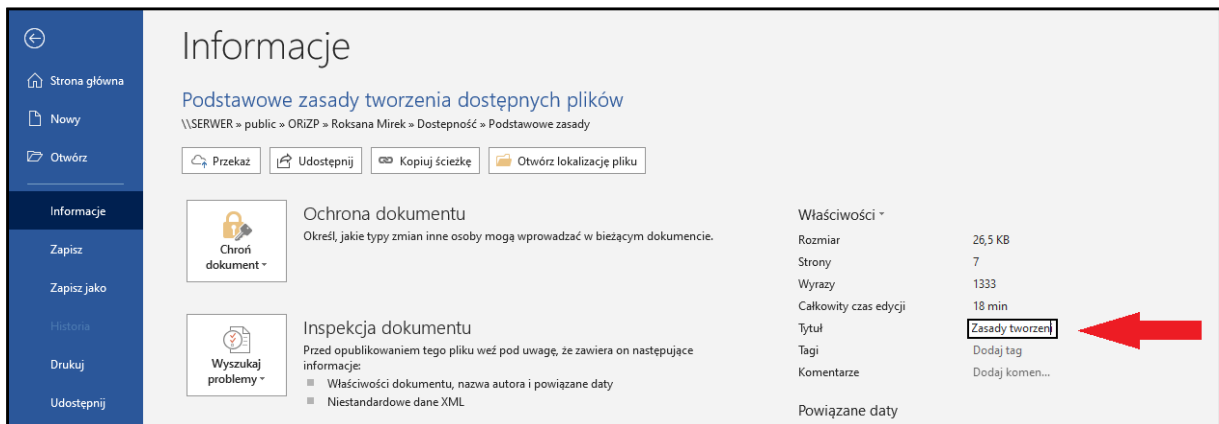 Informacje
Strona główna
Nowy
Otwórz
Informacje
Zapisz
Zapisz jako
Historia
Drukuj
Udostępnij
Podstawowe zasady tworzenia dostępnych plików
\\SERWER » public » ORiZP » Roksana Mirek » Dostepność » Podstawowe zasady
Przekaż Udostępnij Kopiuj ścieżkę Otwórz lokalizację pliku
Chroń
dokument
Ochrona dokumentu
Określ, jakie typy zmian inne osoby mogą wprowadzać w bieżącym dokumencie.
Wyszukaj
problemy
Inspekcja dokumentu
Przed opublikowaniem tego pliku weź pod uwagę, że zawiera on następujące
informacje:
Właściwości dokumentu, nazwa autora i powiązane daty
Niestandardowe dane XML
Właściwości
Rozmiar 26,5 KB
Strony 7
Wyrazy 1333
Całkowity czas edycji 18 min
Tytuł Zasady tworzeni
Tagi Dodaj tag
Komentarze Dodaj komen...
Powiązane daty